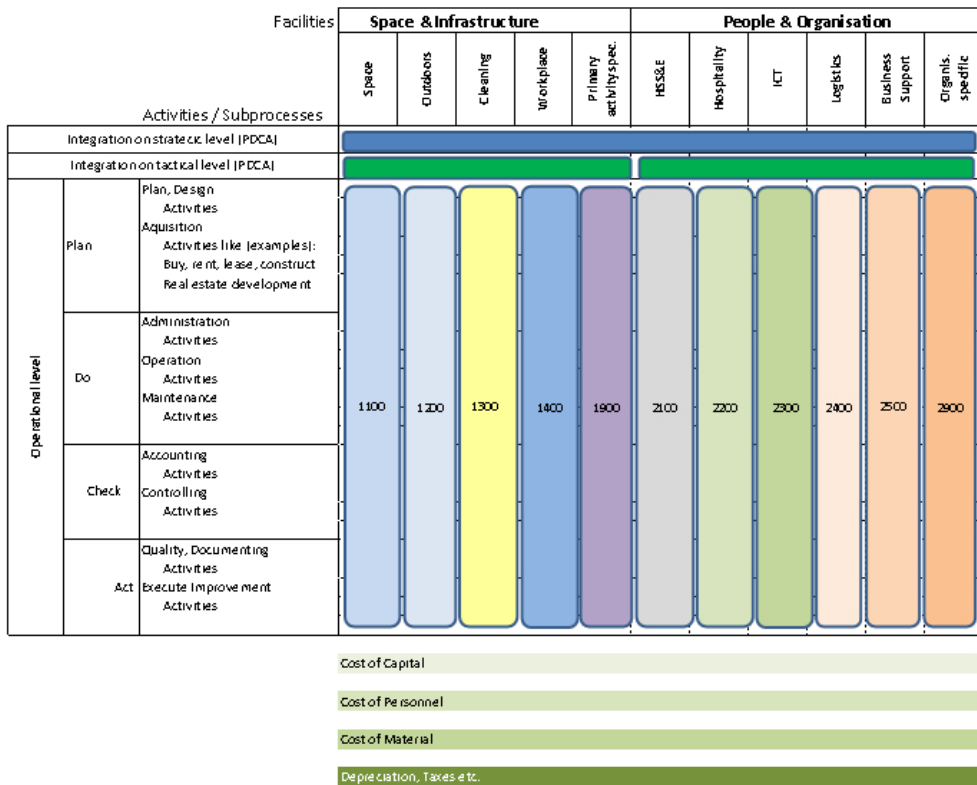 Facilities
Space & Infrastructure
People & Organisation
Space
Outdoors
Cleaning
Workplace
Primary
activity spec.
HSS&E
Hospitality
ICT
Logistics
Business
Support
Organis.
specific
Activities / Subprocesses
Integration on strategic level (PDCA)
Integration on tactical level (PDCA)
Operational level
Plan
Plan, Design
Activities
Aquisition
Activities like (examples):
Buy, rent, lease, construct
Real estate development
Do
Administration
Activities
Operation
Activities
Maintenance
Activities
1100
1200
1300
1400
1900
2100
2200
2300
2400
2500
2900
Check
Accounting
Activities
Controlling
Activities
Act
Quality, Documenting
Activities
Execute Improvement
Activities
Cost of Capital
Cost of Personnel
Cost of Material
Depreciation, Taxes etc.